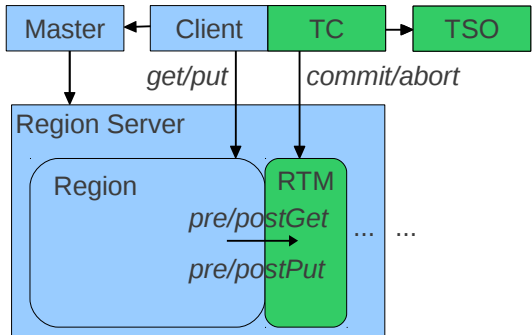 Master
Client
TC
TSO
get/put
commit/abort
Region Server
Region
RTM
pre/postGet
... ...
pre/postPut